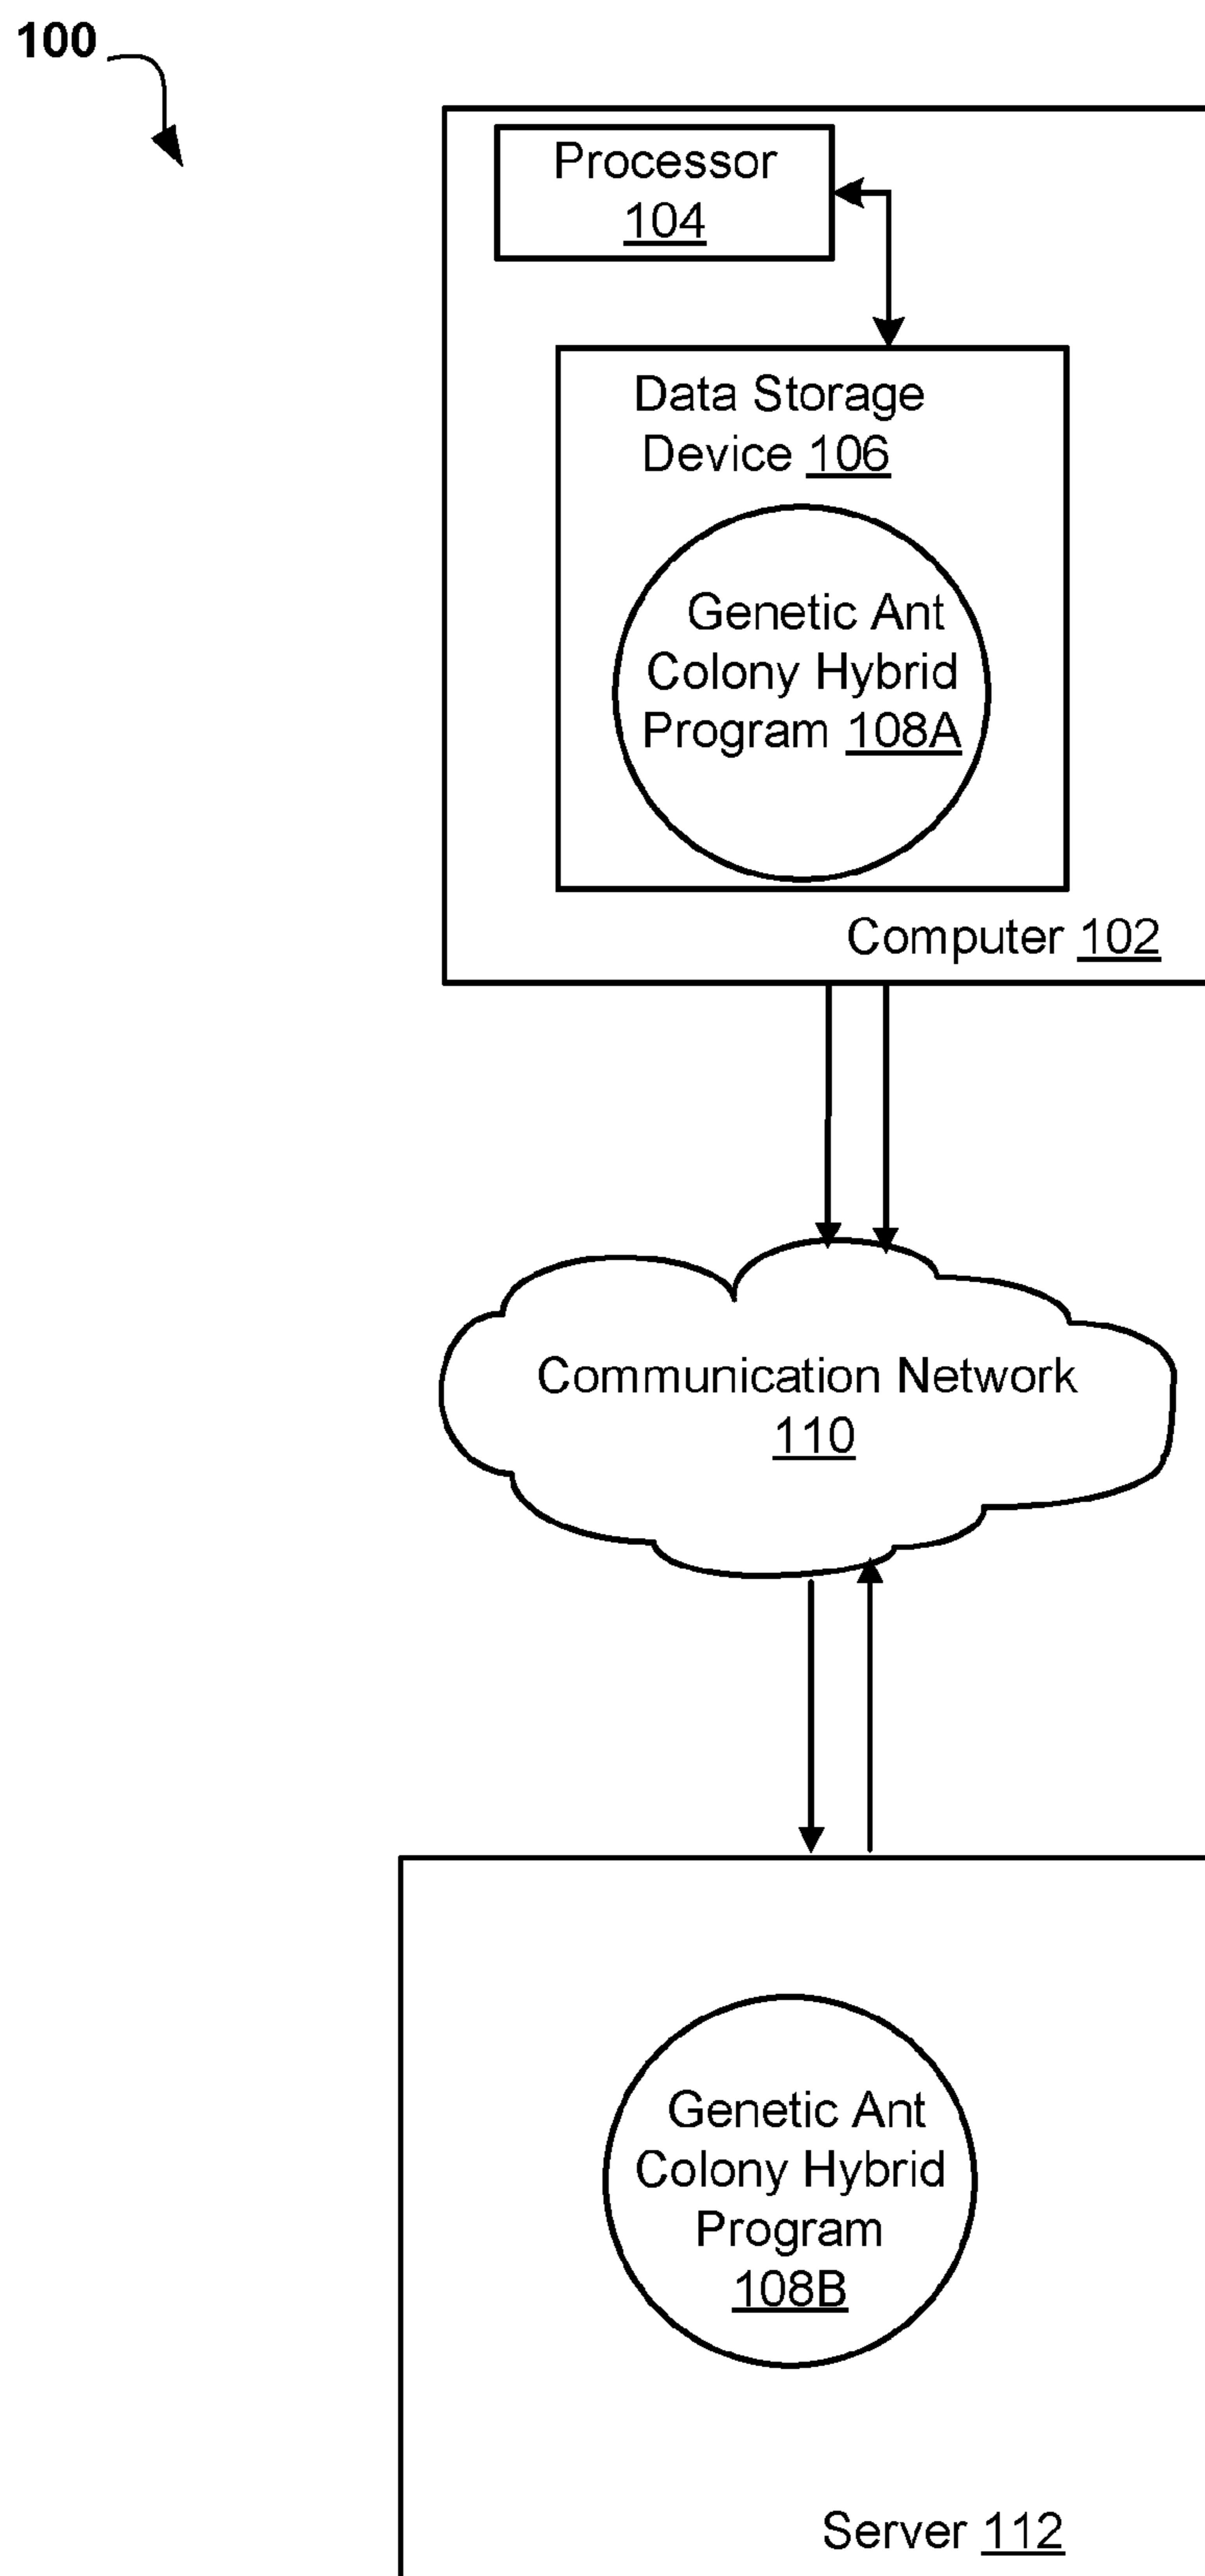 100
Processor
104
Data Storage
Device 106
Genetic Ant
Colony Hybrid
Program 108A
Computer 102
Communication Network
110
Genetic Ant
Colony Hybrid
Program
108B
Server 112